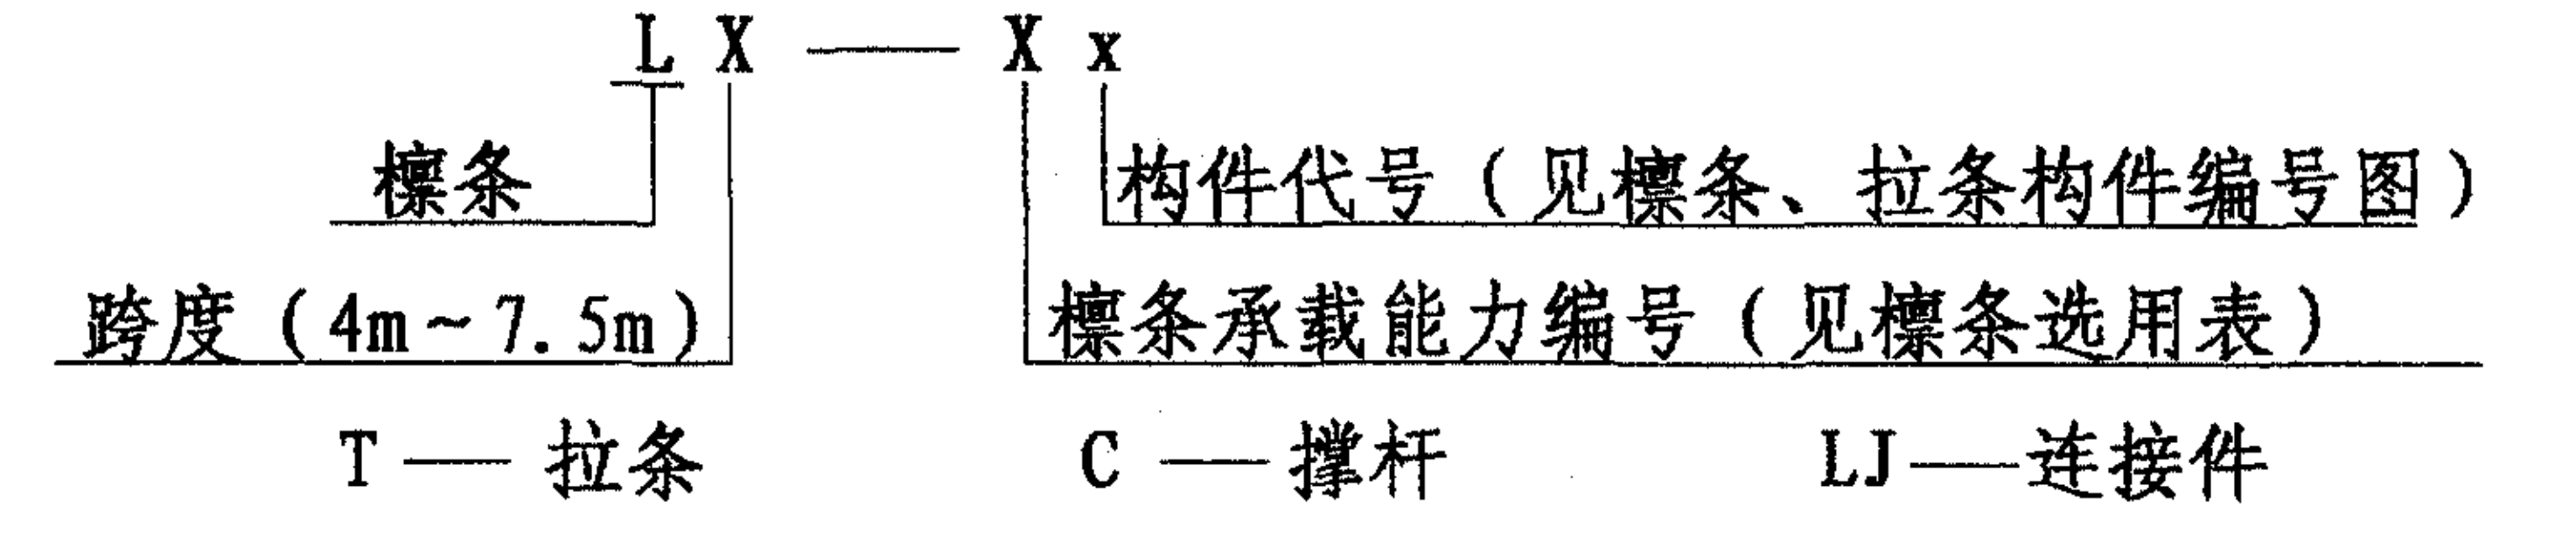 L X —— X x
檩条
构件代号（见檩条、拉条构件编号图）
跨度（4m～7.5m）
檩条承载能力编号（见檩条选用表）
T — 拉条
C — 撑杆
LJ — 连接件